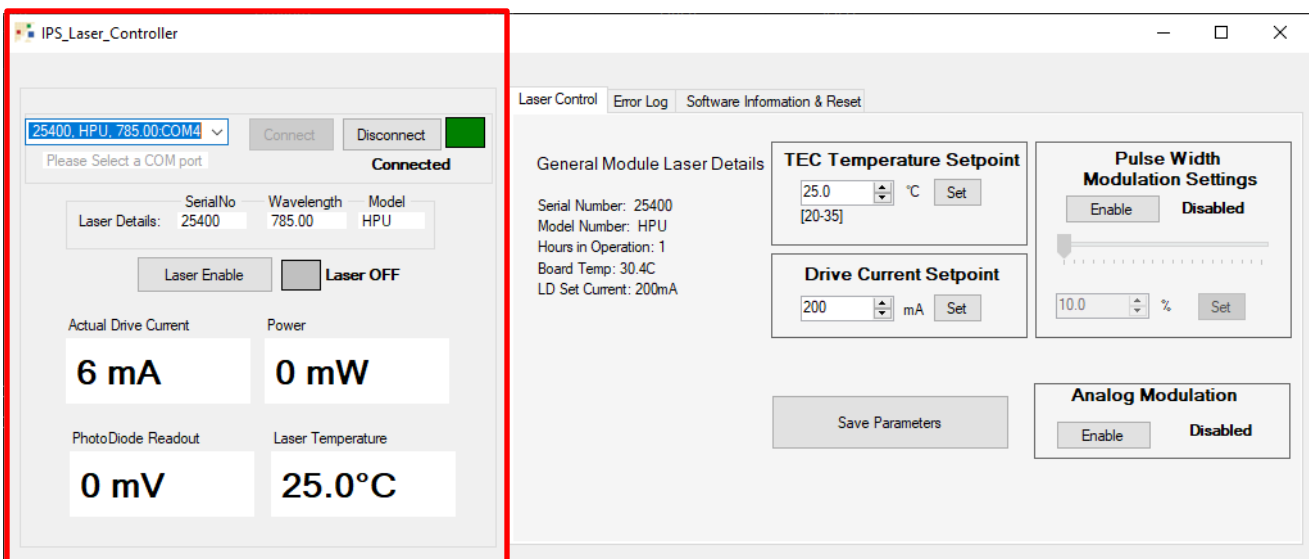 IPS_Laser_Controller
25400, HPU, 785.00:COM4
Connect
Disconnect
Please Select a COM port
Connected
SerialNo Wavelength Model
Laser Details: 25400 785.00 HPU
Laser Enable
Laser OFF
Actual Drive Current
Power
6 mA
0 mW
PhotoDiode Readout
Laser Temperature
0 mV
25.0°C
Laser Control
Error Log
Software Information & Reset
General Module Laser Details
Serial Number: 25400
Model Number: HPU
Hours in Operation: 1
Board Temp: 30.4C
LD Set Current: 200mA
TEC Temperature Setpoint
25.0 °C Set
[20-35]
Drive Current Setpoint
200 mA Set
Save Parameters
Pulse Width
Modulation Settings
Enable Disabled
10.0 % Set
Analog Modulation
Enable Disabled